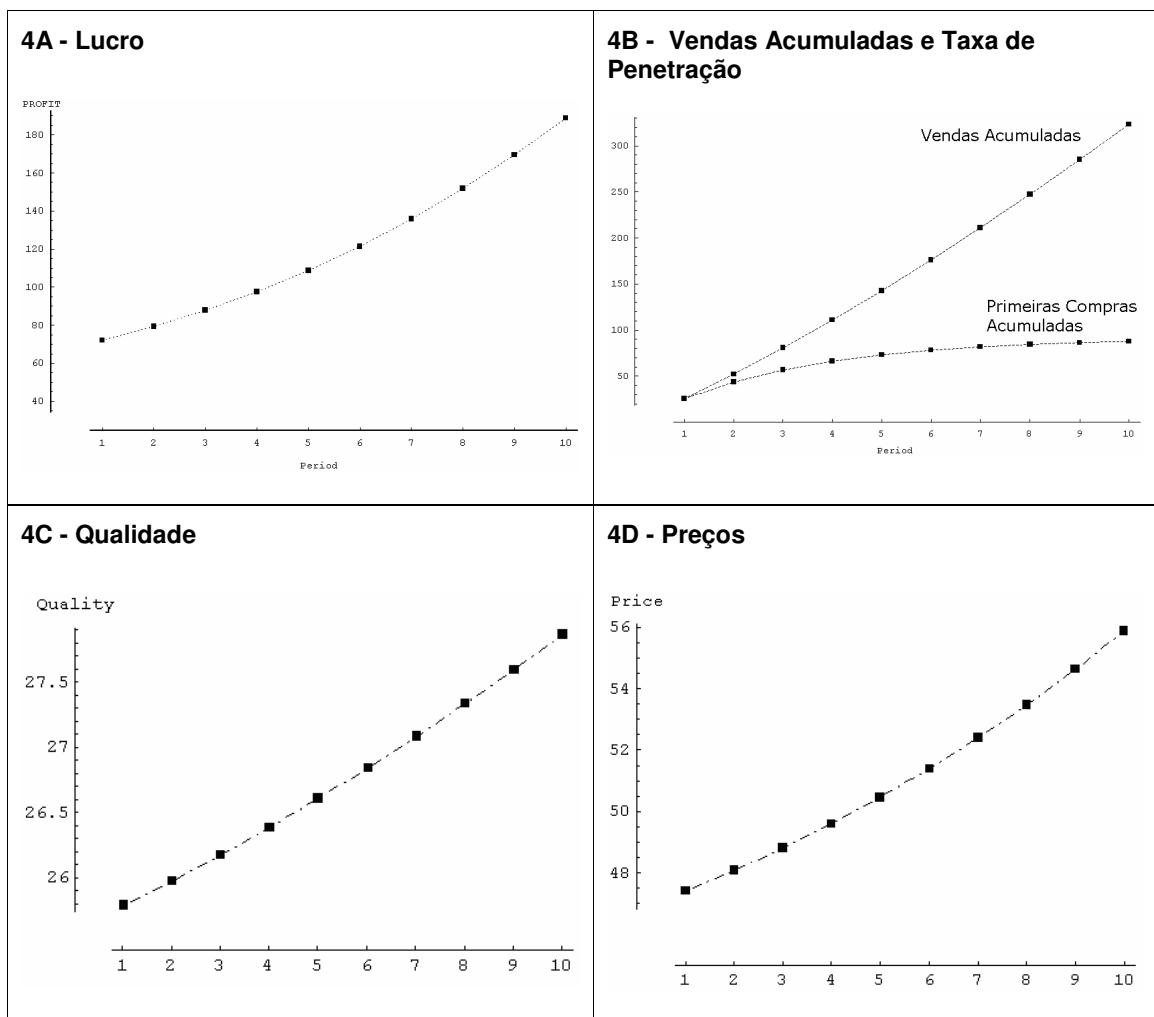 4A - Lucro
PROFIT
180
160
140
120
100
80
60
40
1 2 3 4 5 6 7 8 9 10
Period
4B - Vendas Acumuladas e Taxa de
Penetração
300
250
200
150
100
50
Vendas Acumuladas
Primeiras Compras
Acumuladas
1 2 3 4 5 6 7 8 9 10
Period
4C - Qualidade
Quality
27.5
27
26.5
26
1 2 3 4 5 6 7 8 9 10
4D - Preços
Price
56
54
52
50
48
1 2 3 4 5 6 7 8 9 10